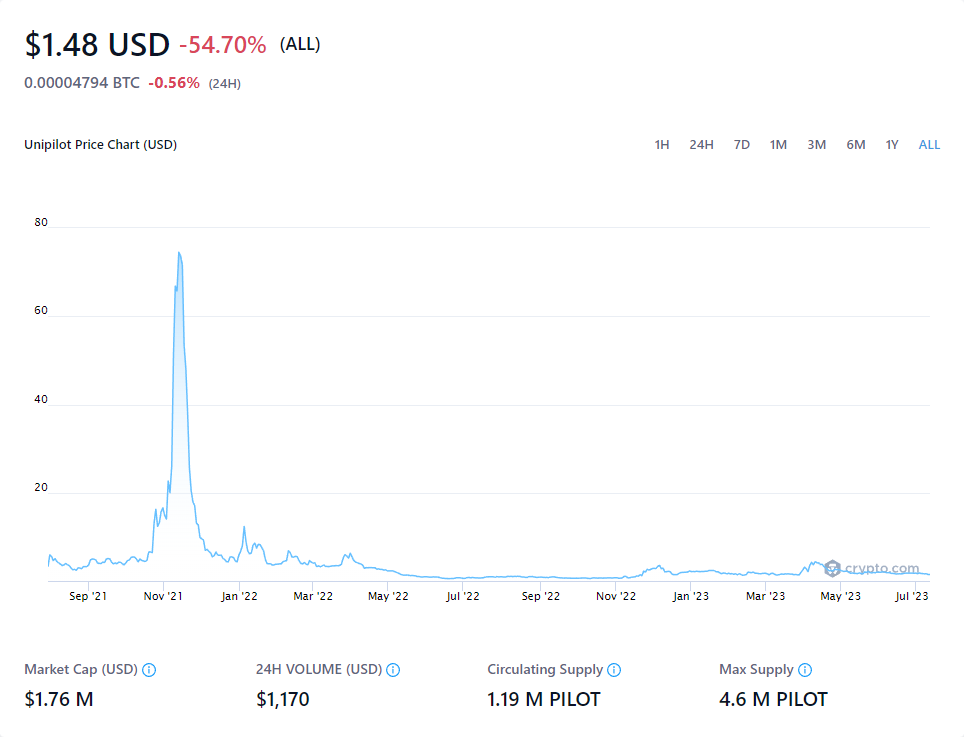 $1.48 USD -54.70% (ALL)
0.00004794 BTC -0.56% (24H)
Unipilot Price Chart (USD) 1H 24H 7D 1M 3M 6M 1Y ALL
80
60
40
20
crypto.com
Sep '21 Nov '21 Jan '22 Mar '22 May '22 Jul '22 Sep '22 Nov '22 Jan '23 Mar '23 May '23 Jul '23
Market Cap (USD) 24H VOLUME (USD) Circulating Supply Max Supply
$1.76 M $1,170 1.19 M PILOT 4.6 M PILOT